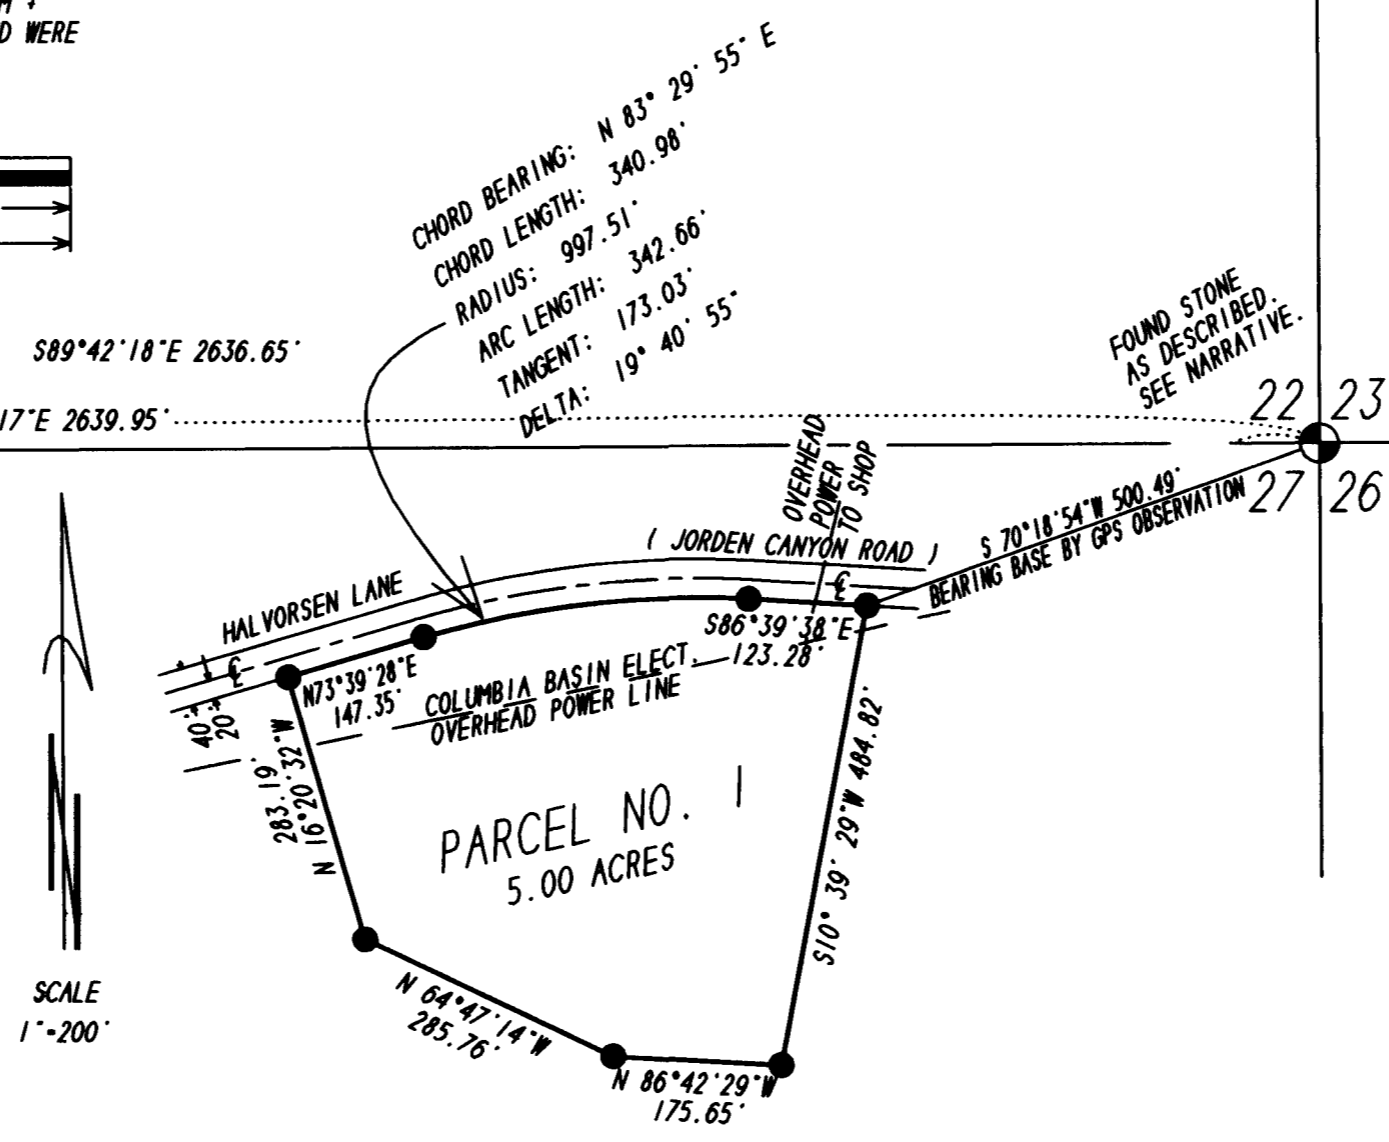 D WERE
CHORD BEARING: N 83° 29' 55" E
CHORD LENGTH: 340.98'
RADIUS: 997.51'
ARC LENGTH: 342.66'
TANGENT: 173.03'
DELTA: 19° 40' 55"
S89°42'18"E 2636.65'
17"E 2639.95'
FOUND STONE
AS DESCRIBED.
SEE NARRATIVE.
22 23
27 26
OVERHEAD
POWER
TO SHOP
( JORDEN CANYON ROAD )
S 70°18'54"W 500.49'
BEARING BASE BY GPS OBSERVATION
HALVORSEN LANE
S86°39'38"E
123.28'
N73°39'28"E
147.35'
COLUMBIA BASIN ELECT.
OVERHEAD POWER LINE
40'
20'
N 16°20'32"W
283.19'
PARCEL NO. 1
5.00 ACRES
S10° 39' 29"W 484.82'
SCALE
1"=200'
N 64°47'14"W
285.76'
N 86°42'29"W
175.65'